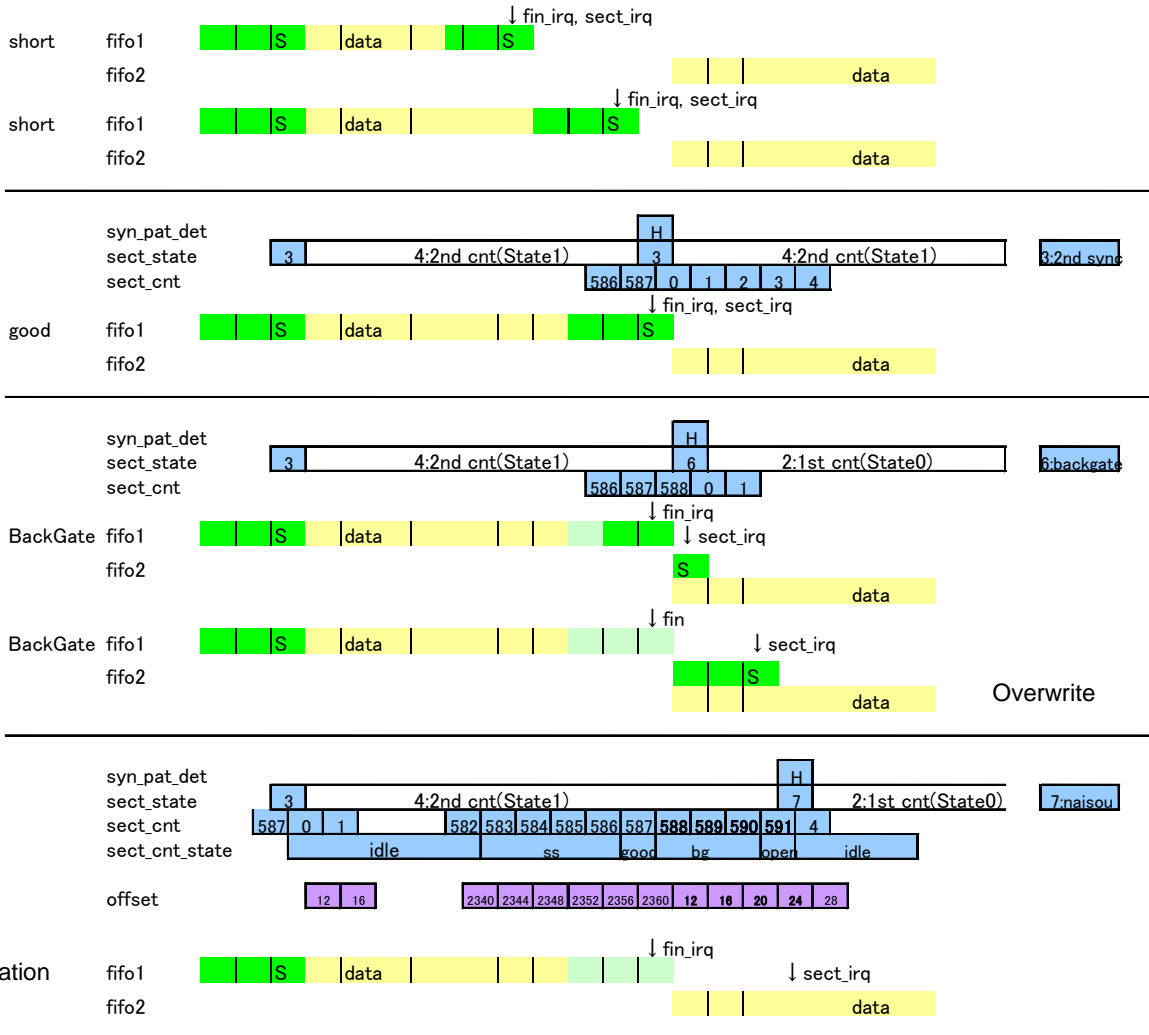 ↓ fin_irq, sect_irq
short fifo1 S data S
fifo2 data
↓ fin_irq, sect_irq
short fifo1 S data S
fifo2 data
syn_pat_det H
sect_state 3 4:2nd cnt(State1) 3 4:2nd cnt(State1) 3:2nd sync
sect_cnt 586 587 0 1 2 3 4
↓ fin_irq, sect_irq
good fifo1 S data S
fifo2 data
syn_pat_det H
sect_state 3 4:2nd cnt(State1) 6 2:1st cnt(State0) 6:backgate
sect_cnt 586 587 588 0 1
↓ fin_irq
BackGate fifo1 S data ↓ sect_irq
fifo2 S
data
↓ fin
BackGate fifo1 S data ↓ sect_irq
fifo2 S
data Overwrite
syn_pat_det H
sect_state 3 4:2nd cnt(State1) 7 2:1st cnt(State0) 7:naisou
sect_cnt 587 0 1 582 583 584 585 586 587 588 589 590 591 4
sect_cnt_state idle ss good bg open idle
offset 12 16 2340 2344 2348 2352 2356 2360 12 16 20 24 28
↓ fin_irq
ation fifo1 S data ↓ sect_irq
fifo2 data